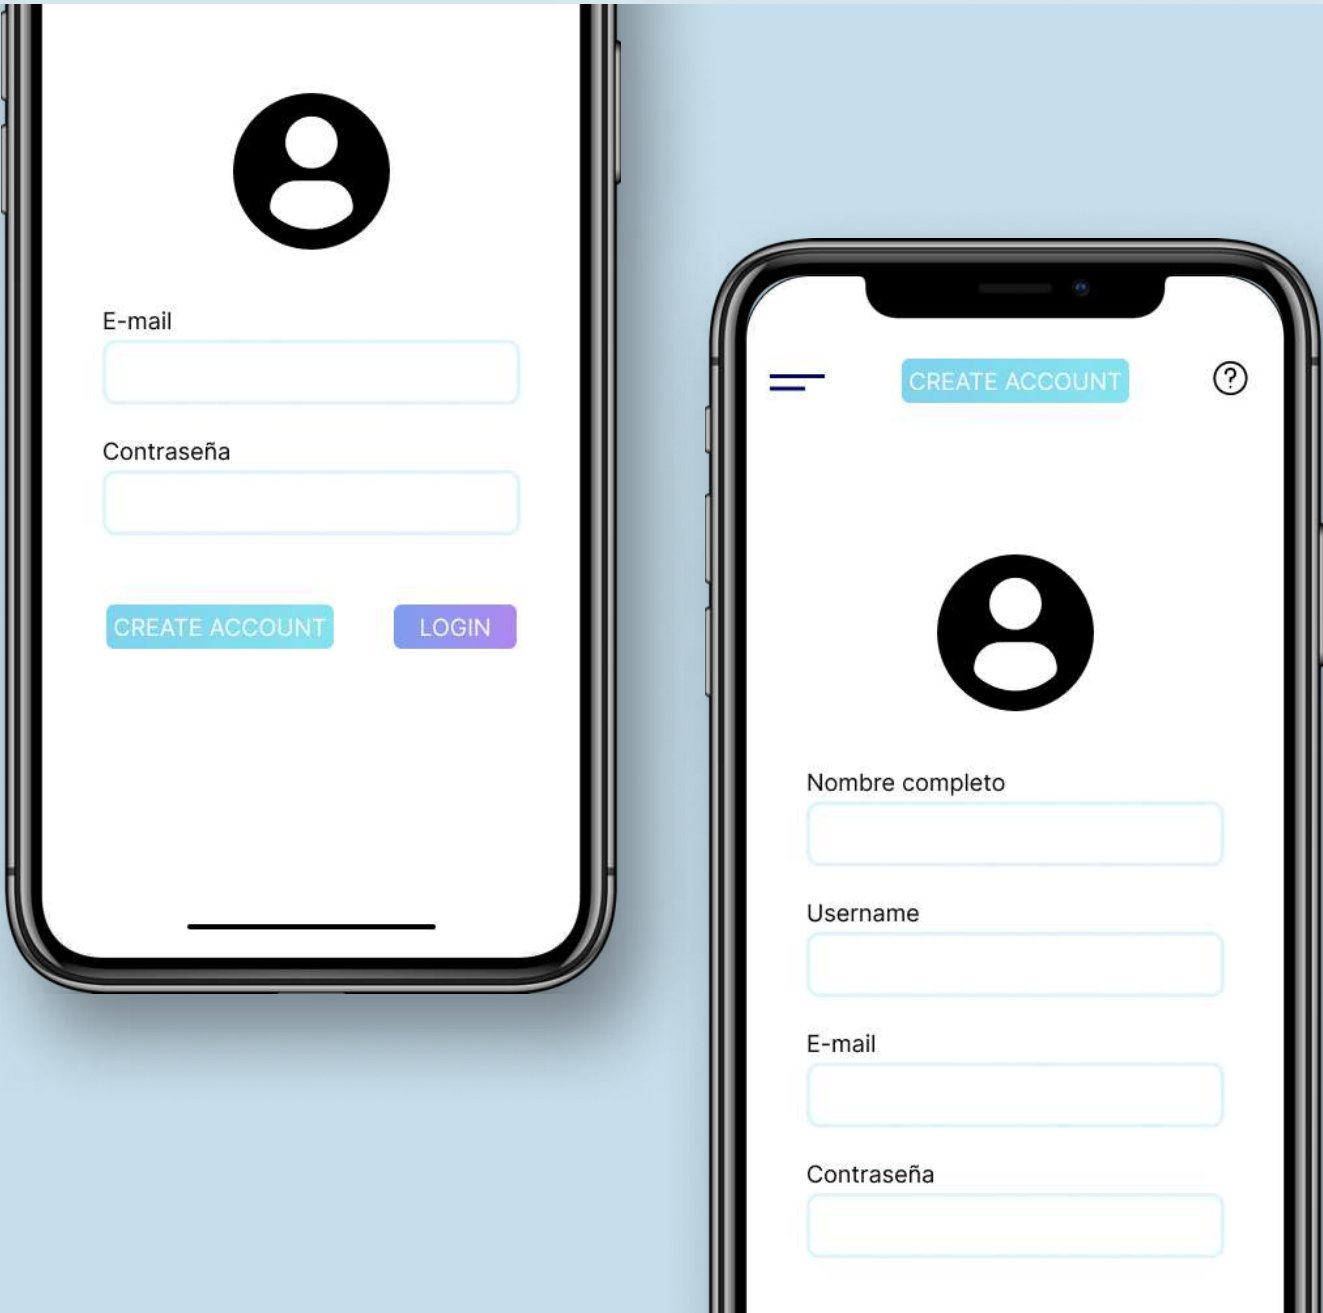 E-mail
Contraseña
CREATE ACCOUNT
LOGIN
CREATE ACCOUNT
?
Nombre completo
Username
E-mail
Contraseña